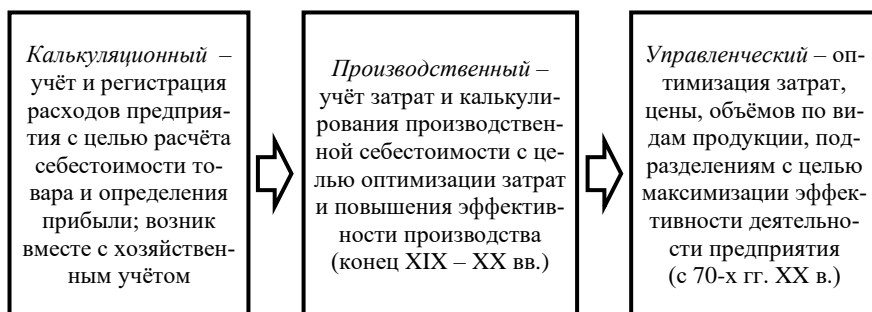 Калькуляционный –
учёт и регистрация
расходов предприя-
тия с целью расчёта
себестоимости то-
вара и определения
прибыли; возник
вместе с хозяйствен-
ным учётом
Производственный –
учёт затрат и калькули-
рования производствен-
ной себестоимости с це-
лью оптимизации затрат
и повышения эффектив-
ности производства
(конец XIX – XX вв.)
Управленческий – оп-
тимизация затрат,
цены, объёмов по ви-
дам продукции, под-
разделениям с целью
максимизации эффек-
тивности деятельно-
сти предприятия
(с 70-х гг. XX в.)